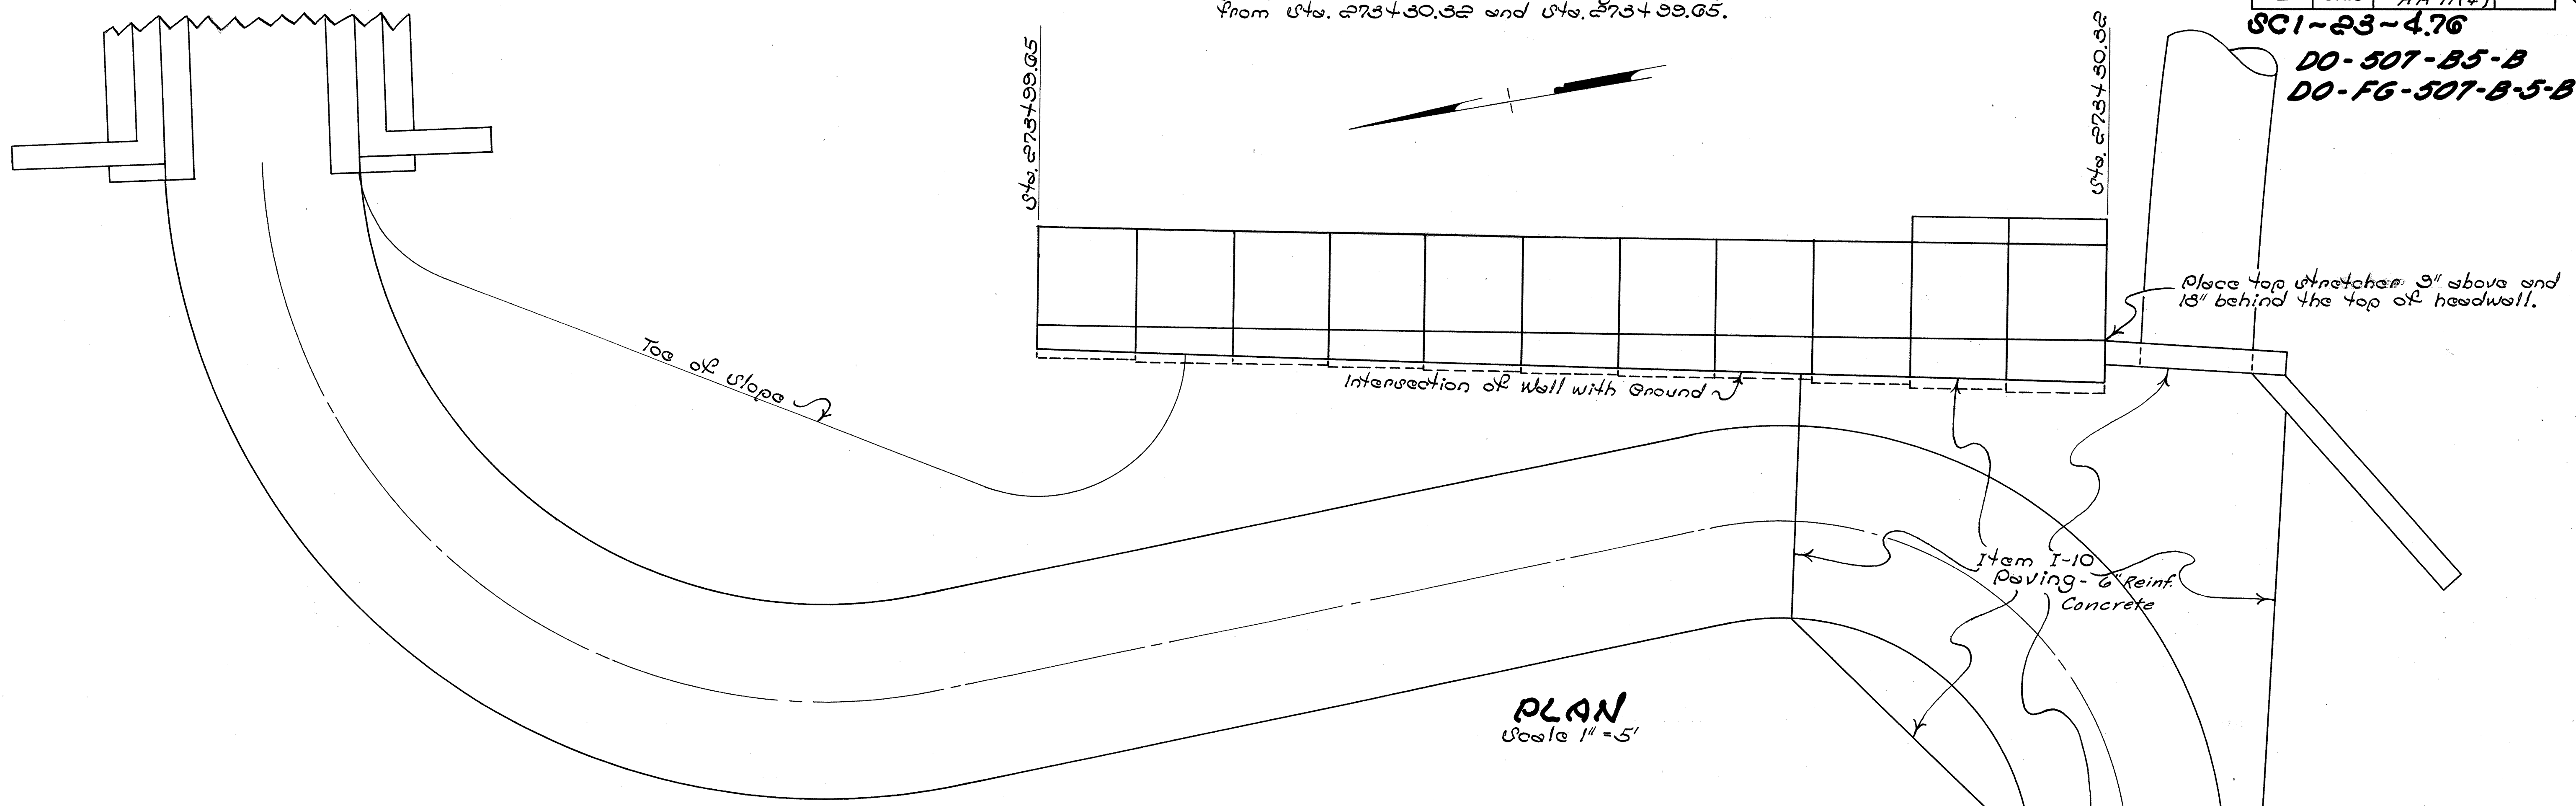 from Sta. 273+30.32 and Sta. 273+99.65.
SC1~23~4.76
DO-507-B5-B
DO-FG-507-B-5-B
Sta. 273+99.65
Sta. 273+30.32
Place top stretcher 9" above and
18" behind the top of headwall.
Toe of Slope
Intersection of Wall with Ground
Item I-10
Paving - 6" Reinf.
Concrete
PLAN
Scale 1" = 5'